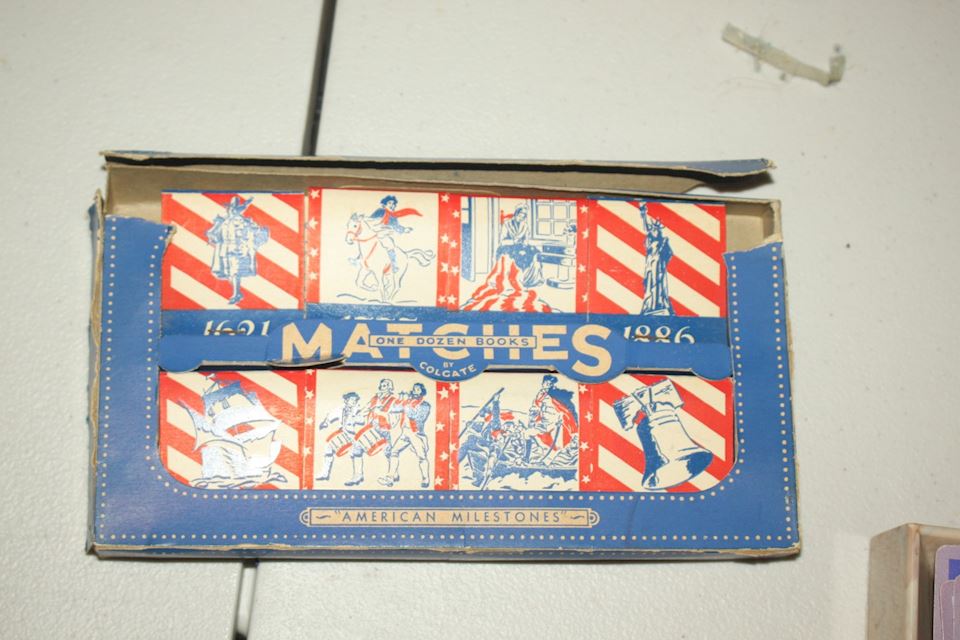 1621
1886
MATCHES
ONE DOZEN BOOKS
BY
COLGATE
"AMERICAN MILESTONES"